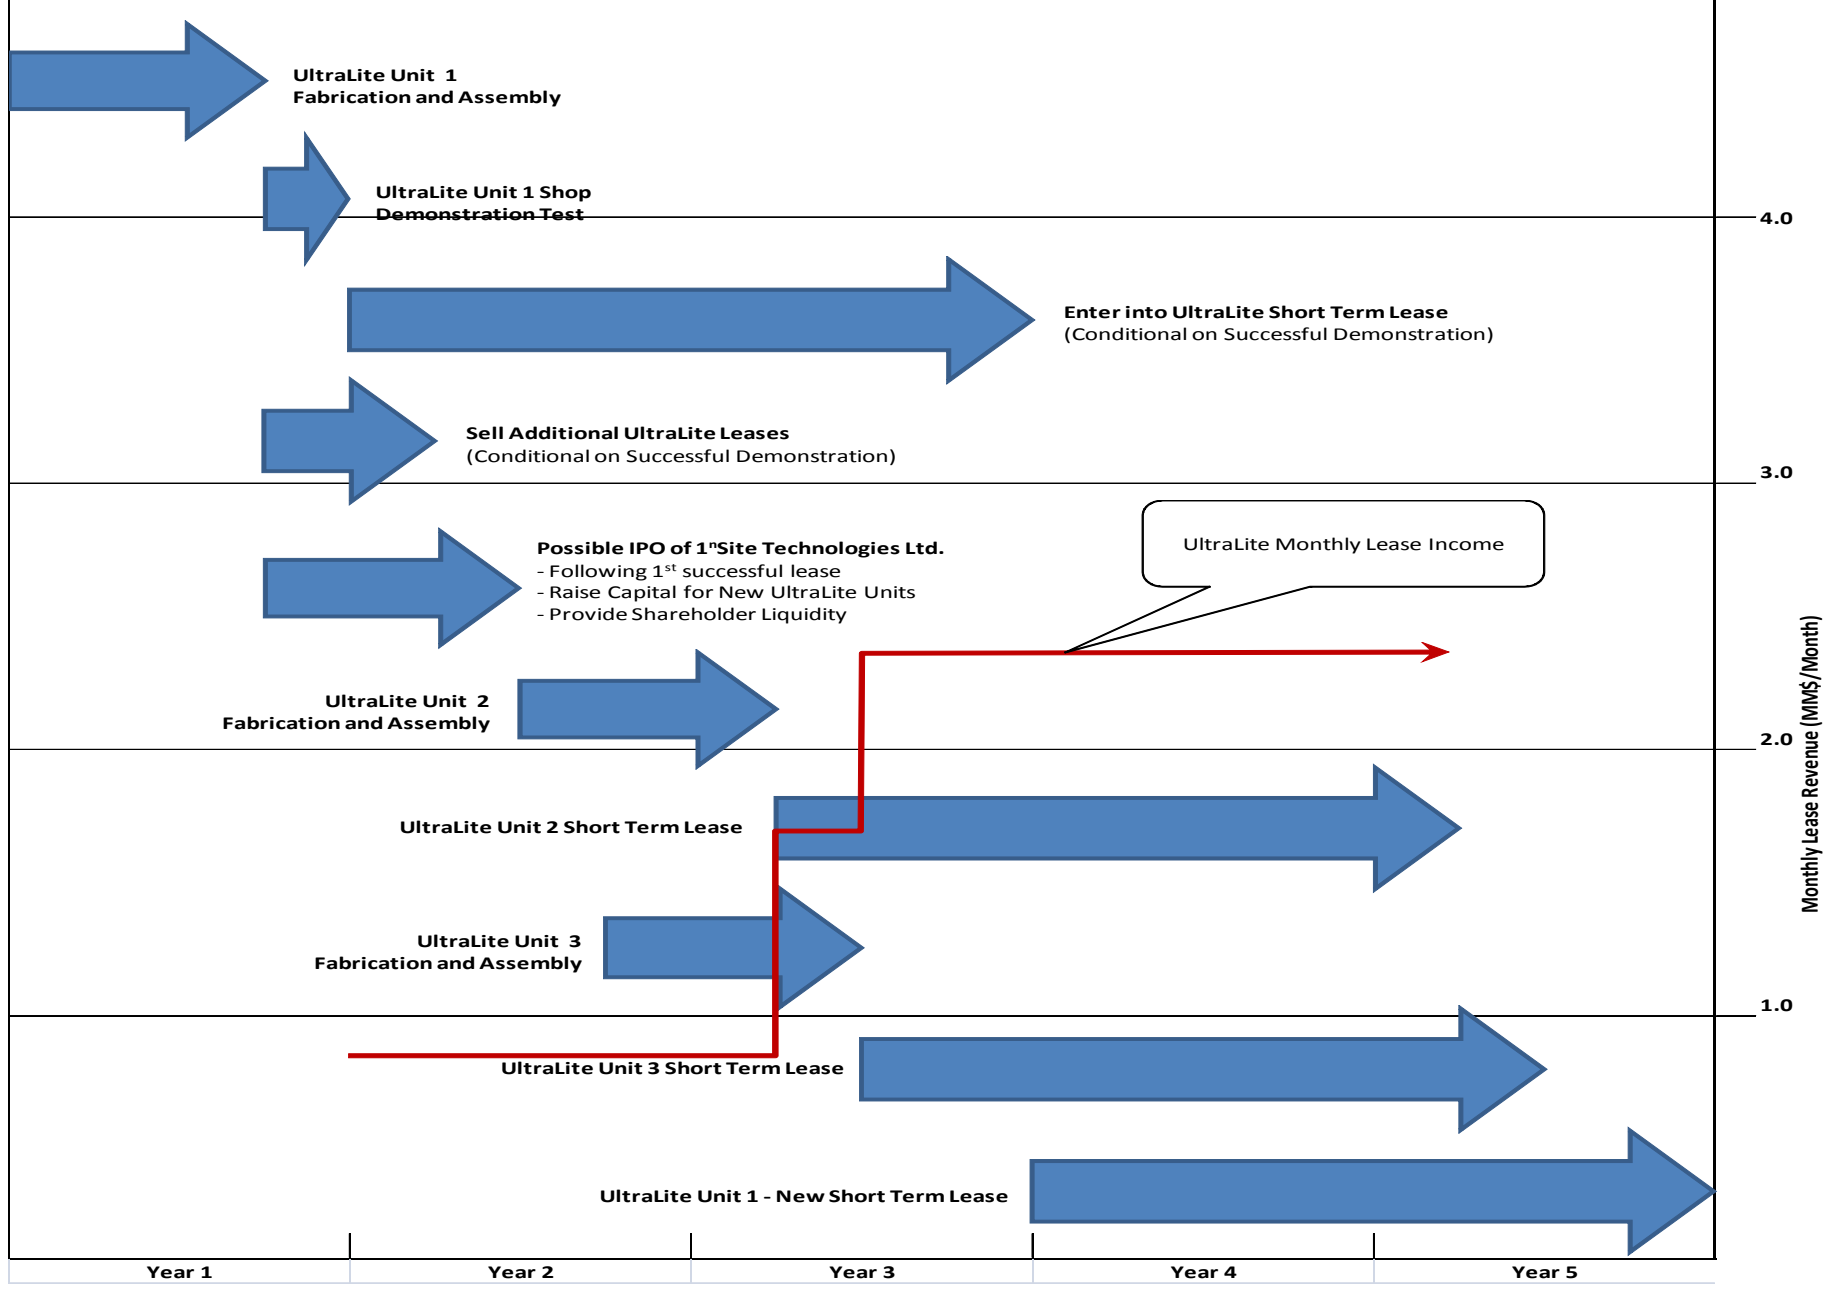 UltraLite Unit 1
Fabrication and Assembly
UltraLite Unit 1 Shop
Demonstration Test
4.0
Enter into UltraLite Short Term Lease
(Conditional on Successful Demonstration)
Sell Additional UltraLite Leases
(Conditional on Successful Demonstration)
3.0
Possible IPO of 1ⁿSite Technologies Ltd.
- Following 1ˢᵗ successful lease
- Raise Capital for New UltraLite Units
- Provide Shareholder Liquidity
UltraLite Monthly Lease Income
UltraLite Unit 2
Fabrication and Assembly
2.0
Monthly Lease Revenue (MM$/Month)
UltraLite Unit 2 Short Term Lease
UltraLite Unit 3
Fabrication and Assembly
1.0
UltraLite Unit 3 Short Term Lease
UltraLite Unit 1 - New Short Term Lease
Year 1 Year 2 Year 3 Year 4 Year 5